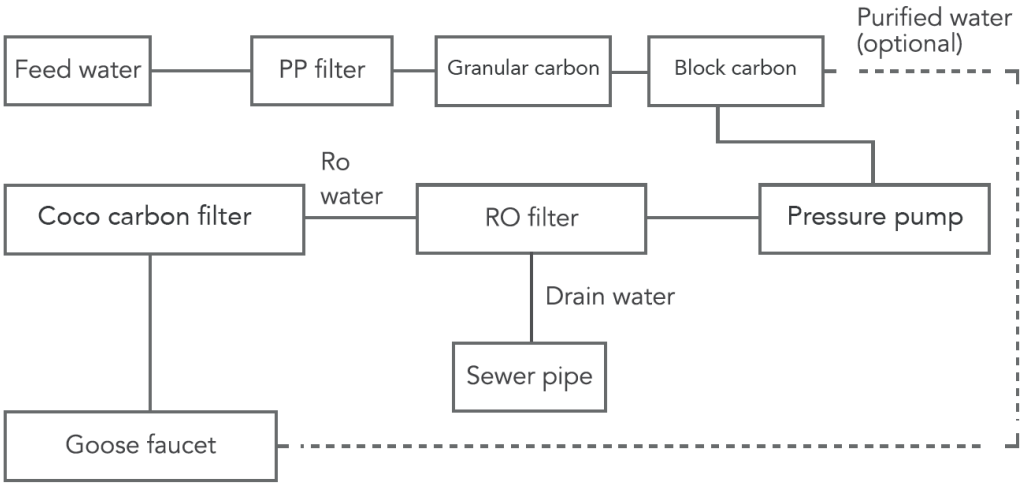 Purified water
(optional)
Feed water
PP filter
Granular carbon
Block carbon
Ro
water
Coco carbon filter
RO filter
Pressure pump
Drain water
Sewer pipe
Goose faucet